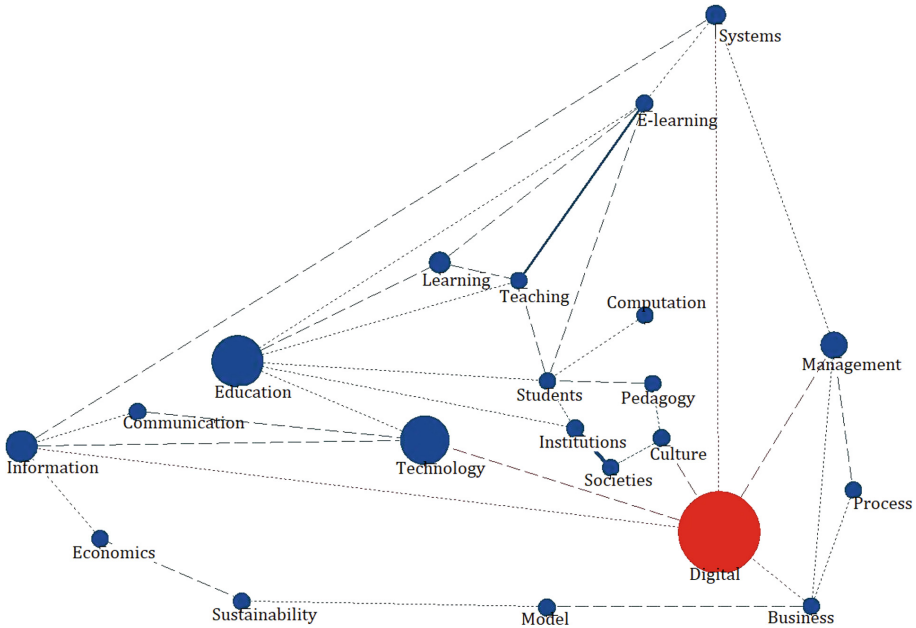 Systems
E-learning
Learning
Teaching
Computation
Management
Education
Students
Pedagogy
Communication
Institutions
Culture
Information
Technology
Societies
Process
Economics
Digital
Sustainability
Model
Business